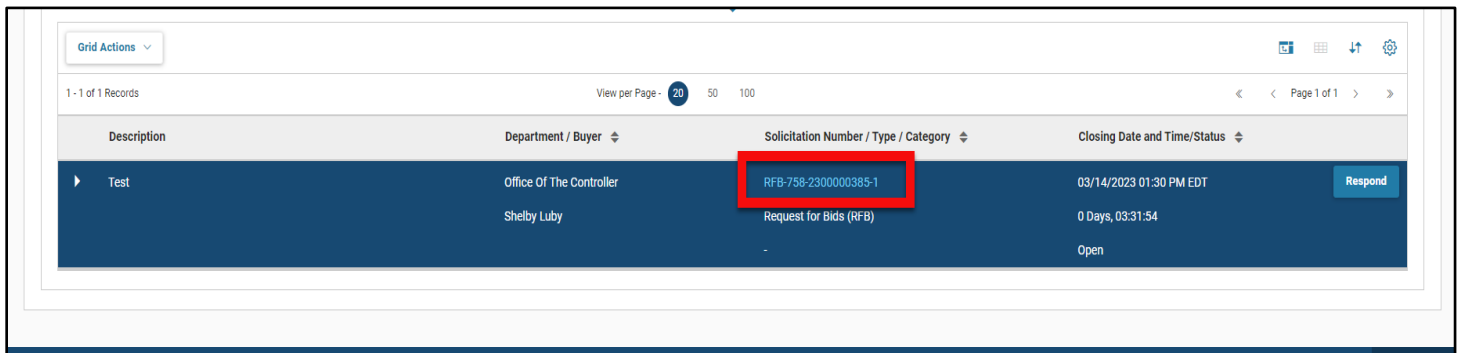 Grid Actions
1 - 1 of 1 Records View per Page - 20 50 100 Page 1 of 1
Description Department / Buyer Solicitation Number / Type / Category Closing Date and Time/Status
Test Office Of The Controller RFB-758-2300000385-1 03/14/2023 01:30 PM EDT Respond
Shelby Luby Request for Bids (RFB) 0 Days, 03:31:54
- Open